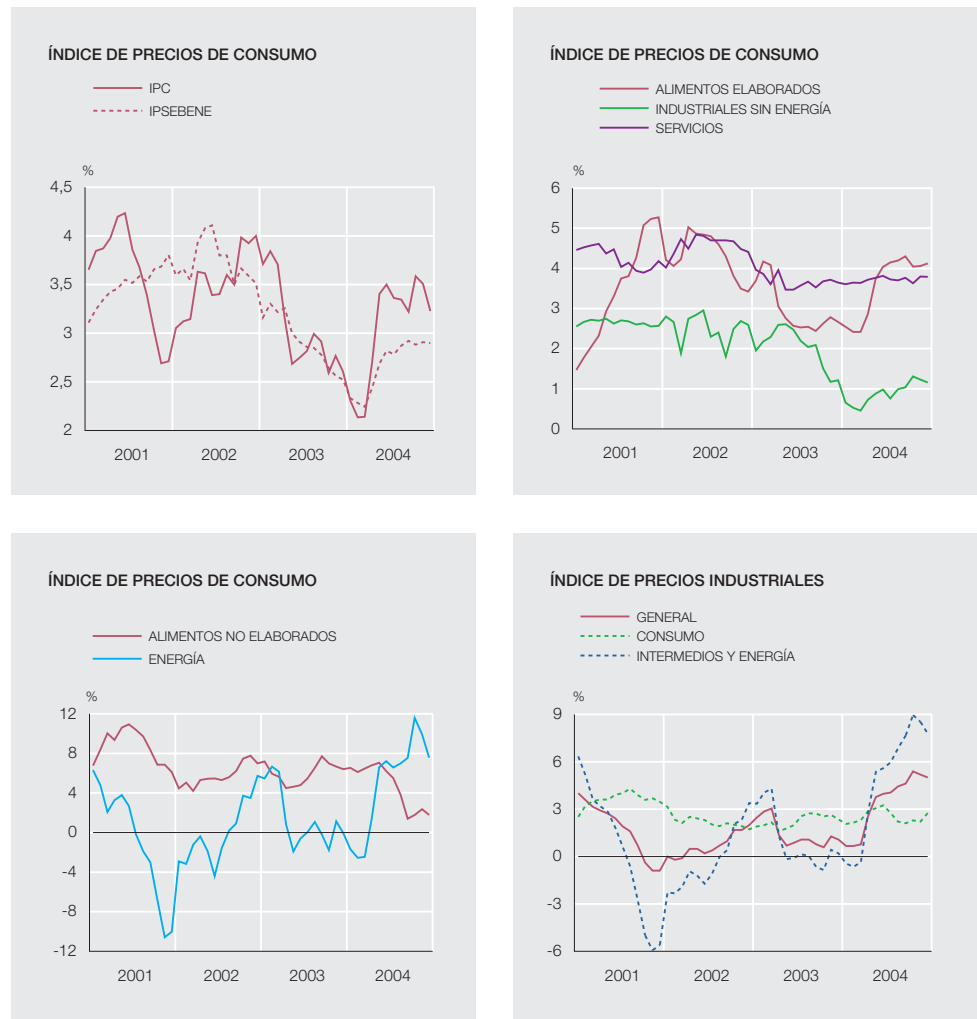 ÍNDICE DE PRECIOS DE CONSUMO
IPC
IPSEBENE
%
4,5
4
3,5
3
2,5
2
2001 2002 2003 2004
ÍNDICE DE PRECIOS DE CONSUMO
ALIMENTOS ELABORADOS
INDUSTRIALES SIN ENERGÍA
SERVICIOS
%
6
5
4
3
2
1
0
2001 2002 2003 2004
ÍNDICE DE PRECIOS DE CONSUMO
ALIMENTOS NO ELABORADOS
ENERGÍA
%
12
8
4
0
-4
-8
-12
2001 2002 2003 2004
ÍNDICE DE PRECIOS INDUSTRIALES
GENERAL
CONSUMO
INTERMEDIOS Y ENERGÍA
%
9
6
3
0
-3
-6
2001 2002 2003 2004